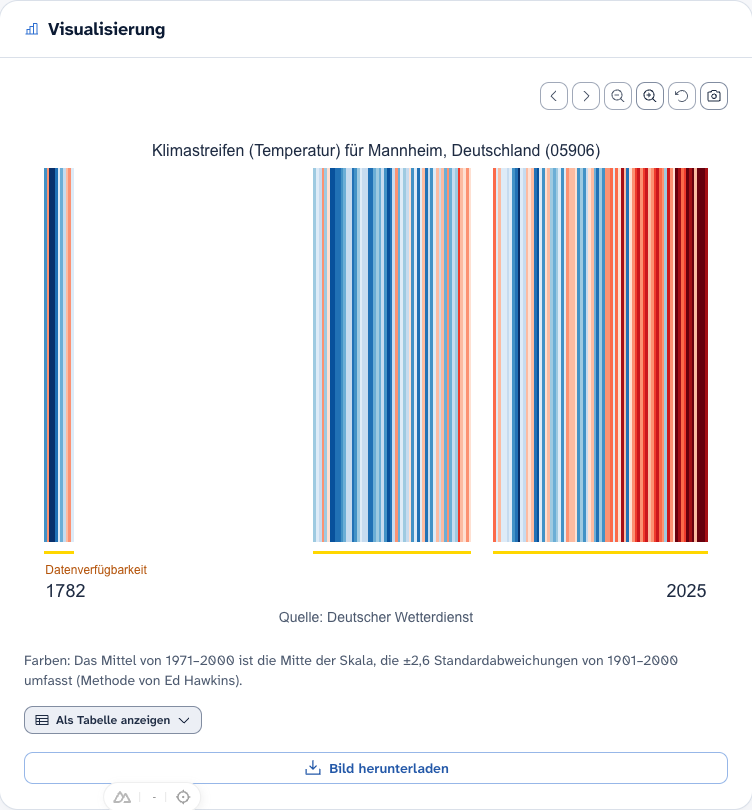 Visualisierung
Klimastreifen (Temperatur) für Mannheim, Deutschland (05906)
Datenverfügbarkeit
1782
2025
Quelle: Deutscher Wetterdienst
Farben: Das Mittel von 1971–2000 ist die Mitte der Skala, die ±2,6 Standardabweichungen von 1901–2000
umfasst (Methode von Ed Hawkins).
Als Tabelle anzeigen
Bild herunterladen
-